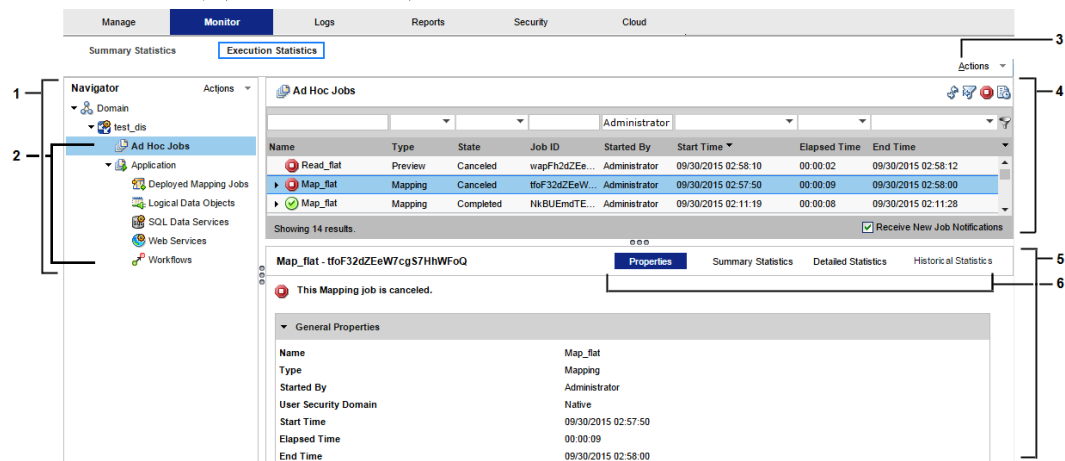 Manage Monitor Logs Reports Security Cloud
Summary Statistics Execution Statistics
3
Actions
1
Navigator Actions
Domain
test_dis
2
Ad Hoc Jobs
Application
Deployed Mapping Jobs
Logical Data Objects
SQL Data Services
Web Services
Workflows
Ad Hoc Jobs
4
Administrator
Name Type State Job ID Started By Start Time Elapsed Time End Time
Read_flat Preview Canceled wapFh2dZEe... Administrator 09/30/2015 02:58:10 00:00:02 09/30/2015 02:58:12
Map_flat Mapping Canceled tfoF32dZEeW... Administrator 09/30/2015 02:57:50 00:00:09 09/30/2015 02:58:00
Map_flat Mapping Completed NkBUEmdTE... Administrator 09/30/2015 02:11:19 00:00:08 09/30/2015 02:11:28
Showing 14 results. Receive New Job Notifications
Map_flat - tfoF32dZEeW7cgS7HhWFoQ Properties Summary Statistics Detailed Statistics Historical Statistics
5
6
This Mapping job is canceled.
General Properties
Name Map_flat
Type Mapping
Started By Administrator
User Security Domain Native
Start Time 09/30/2015 02:57:50
Elapsed Time 00:00:09
End Time 09/30/2015 02:58:00